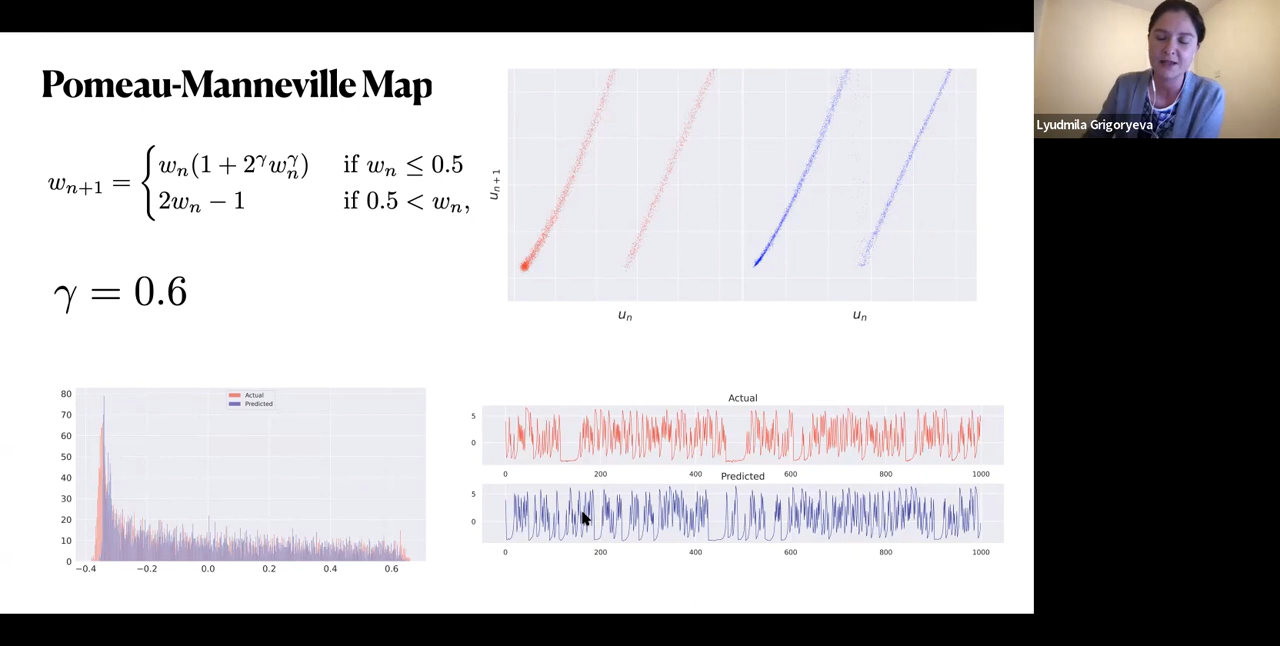 Pomeau-Manneville Map
w_{n+1} = { w_n(1 + 2^γ w_n^γ) if w_n ≤ 0.5
2w_n − 1 if 0.5 < w_n,
γ = 0.6
u_{n+1}
u_n u_n
Lyudmila Grigoryeva
80
70
60
50
40
30
20
10
0
−0.4 −0.2 0.0 0.2 0.4 0.6
Actual
Predicted
Actual
5
0
0 200 400 600 800 1000
Predicted
5
0
0 200 400 600 800 1000